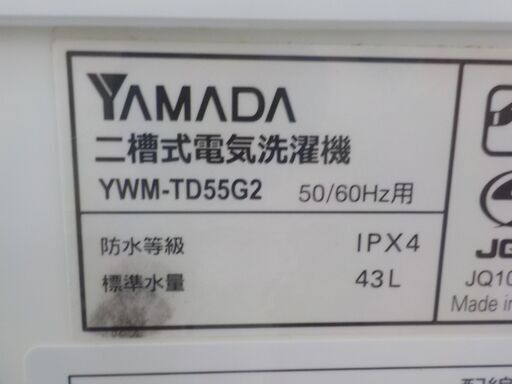 YAMADA
二槽式電気洗濯機
YWM-TD55G2 50/60Hz用
防水等級 IPX4
標準水量 43L
JQ10
Made in